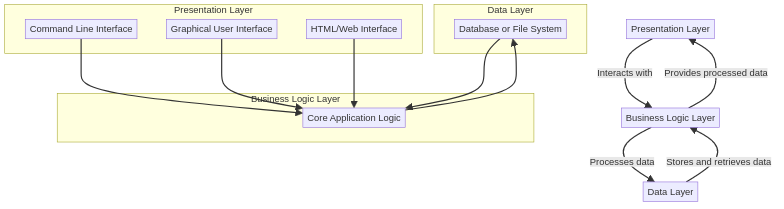 Presentation Layer
Command Line Interface
Graphical User Interface
HTML/Web Interface
Data Layer
Database or File System
Business Logic Layer
Core Application Logic
Presentation Layer
Interacts with
Provides processed data
Business Logic Layer
Processes data
Stores and retrieves data
Data Layer